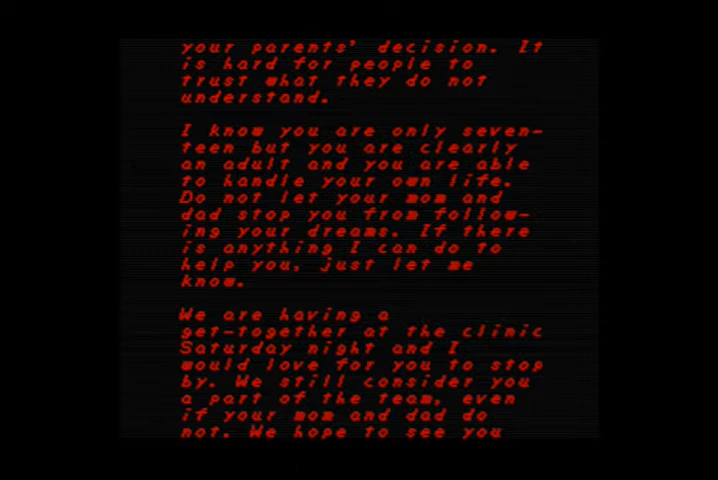 your parents' decision. It
is hard for people to
trust what they do not
understand.
I know you are only seven-
teen but you are clearly
an adult and you are able
to handle your own life.
Do not let your mom and
dad stop you from follow-
ing your dreams. If there
is anything I can do to
help you, just let me
know.
We are having a
get-together at the clinic
Saturday night and I
would love for you to stop
by. We still consider you
a part of the team, even
if your mom and dad do
not. We hope to see you